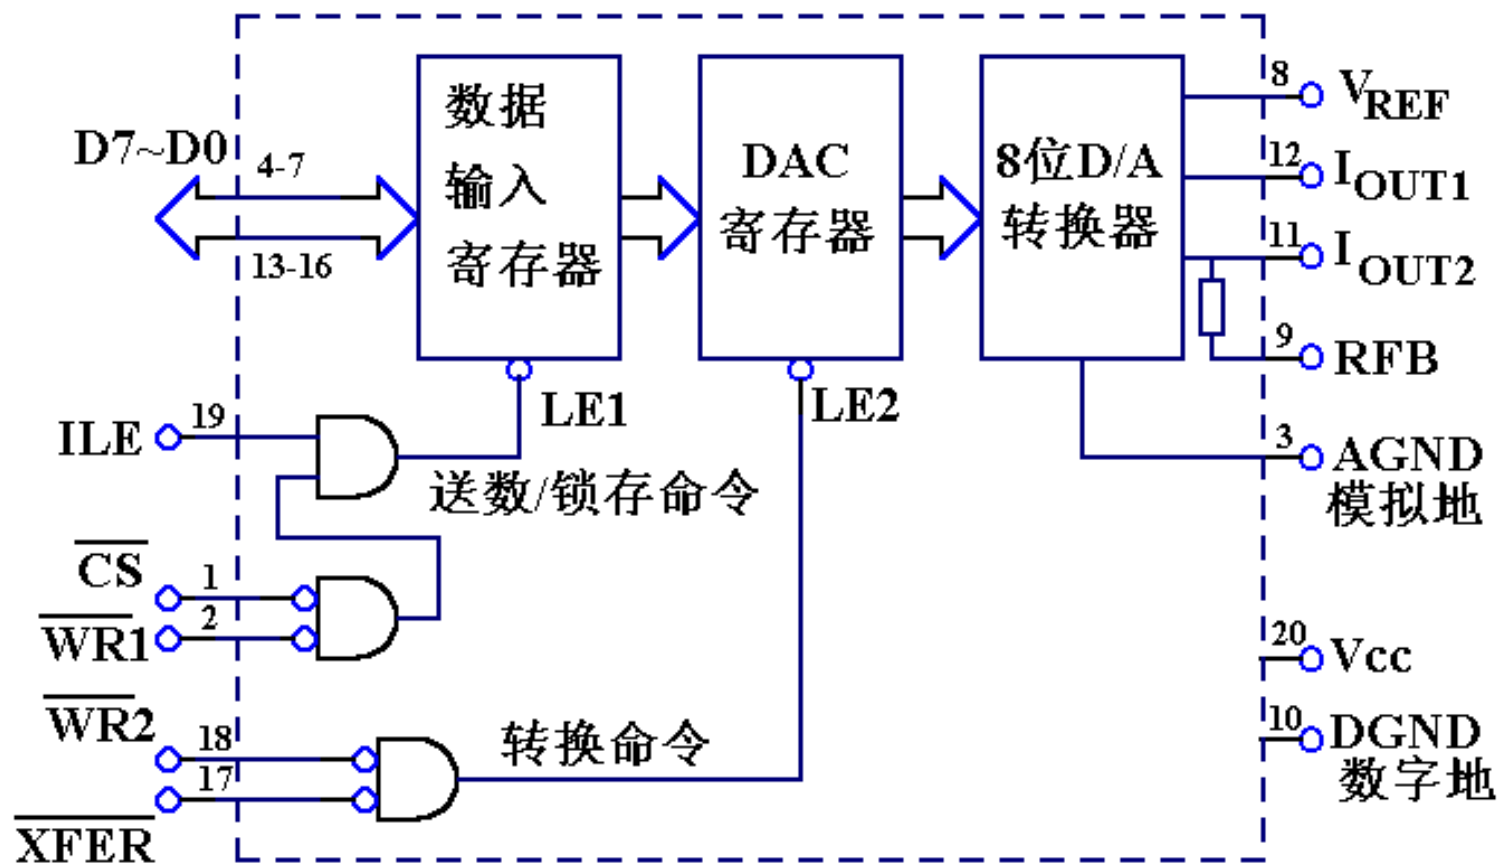 D7~D0
4-7
13-16
数据
输入
寄存器
DAC
寄存器
8位D/A
转换器
8
VREF
12
IOUT1
11
IOUT2
9
RFB
3
AGND
模拟地
20
Vcc
10
DGND
数字地
LE1
LE2
ILE
19
送数/锁存命令
CS
1
WR1
2
WR2
18
转换命令
17
XFER